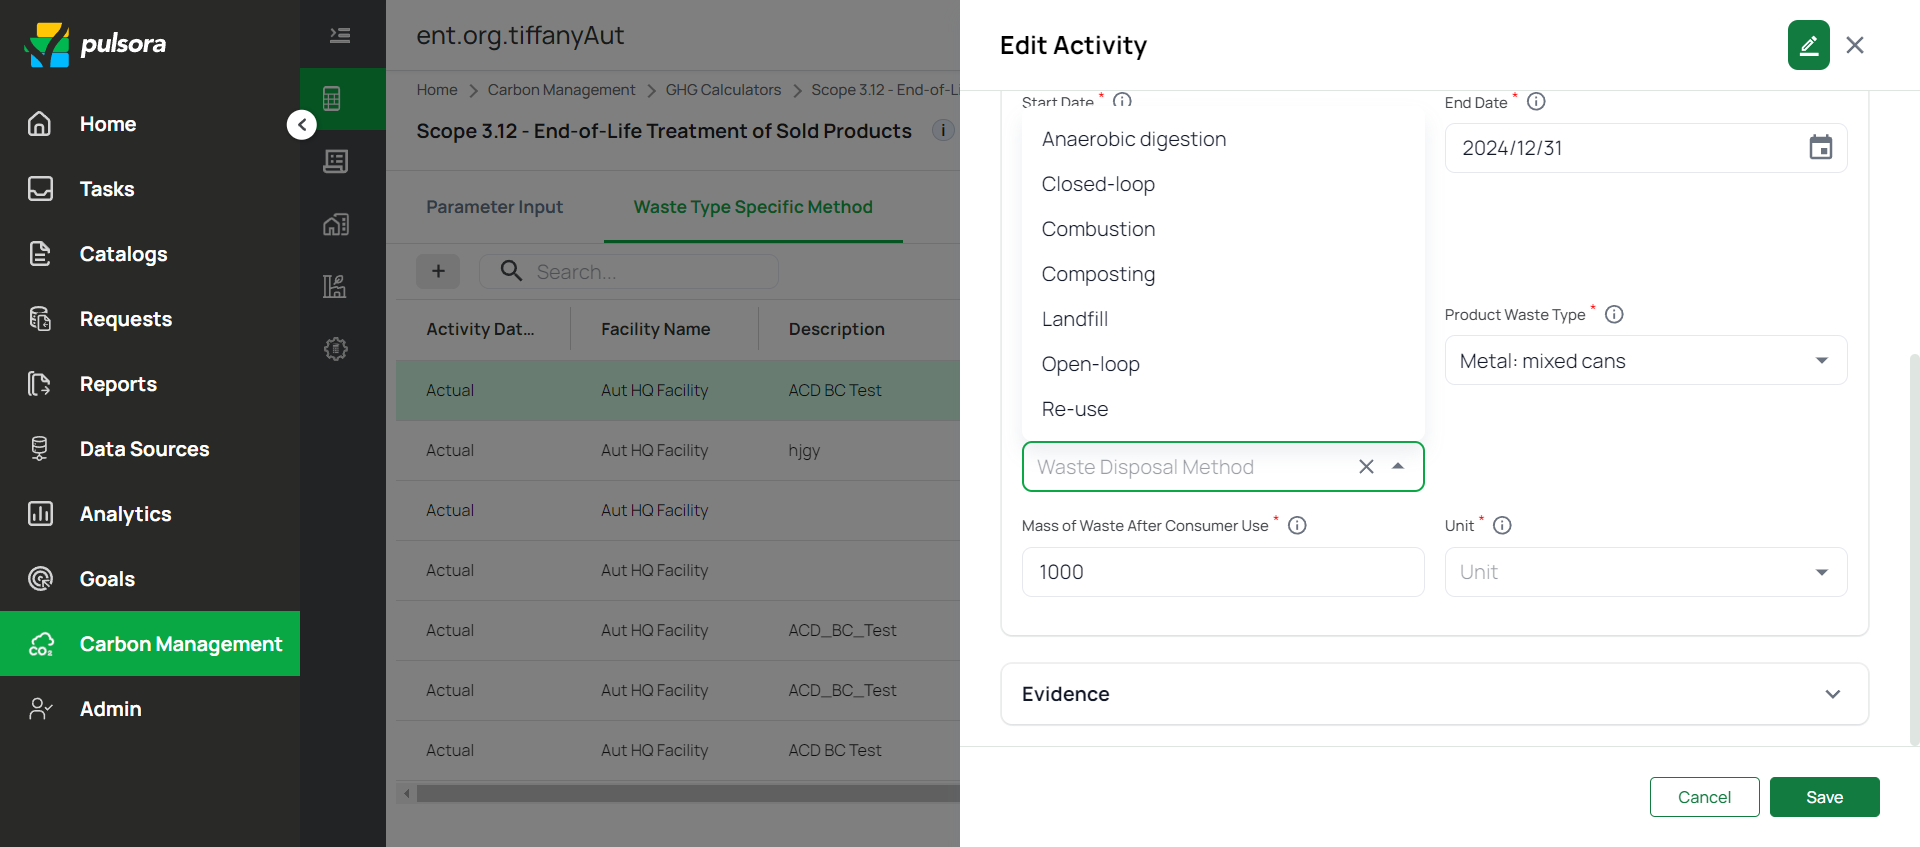 pulsora
Home
Tasks
Catalogs
Requests
Reports
Data Sources
Analytics
Goals
CO₂
Carbon Management
Admin
ent.org.tiffanyAut
Home > Carbon Management > GHG Calculators > Scope 3.12 - End-of-L
Scope 3.12 - End-of-Life Treatment of Sold Products i
Parameter Input
Waste Type Specific Method
+
Search...
Activity Dat... Facility Name Description
Actual Aut HQ Facility ACD BC Test
Actual Aut HQ Facility hjgy
Actual Aut HQ Facility
Actual Aut HQ Facility
Actual Aut HQ Facility ACD_BC_Test
Actual Aut HQ Facility ACD_BC_Test
Actual Aut HQ Facility ACD BC Test
Edit Activity
Start Date *
End Date *
2024/12/31
Anaerobic digestion
Closed-loop
Combustion
Composting
Landfill
Open-loop
Re-use
Product Waste Type *
Metal: mixed cans
Waste Disposal Method
Mass of Waste After Consumer Use *
1000
Unit *
Unit
Evidence
Cancel
Save